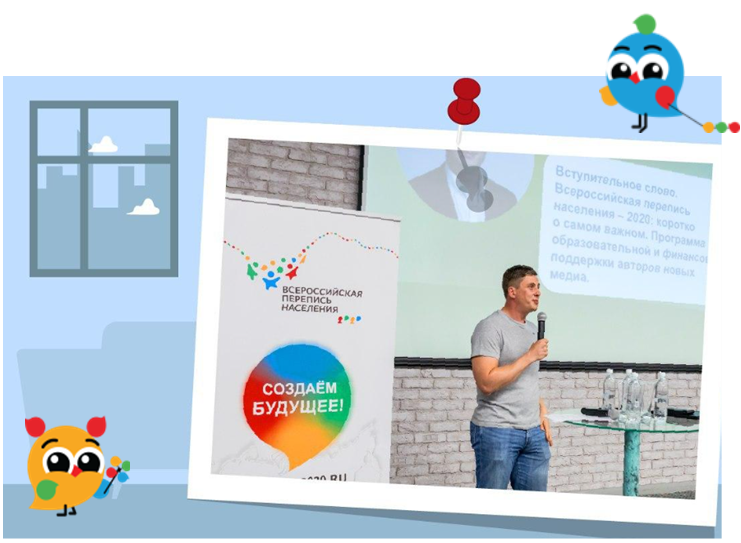 Вступительное слово.
Всероссийская перепись
населения – 2020: коротко
о самом важном. Программа
образовательной и финансов
поддержки авторов новых
медиа.
ВСЕРОССИЙСКАЯ
ПЕРЕПИСЬ
НАСЕЛЕНИЯ
СОЗДАЁМ
БУДУЩЕЕ!